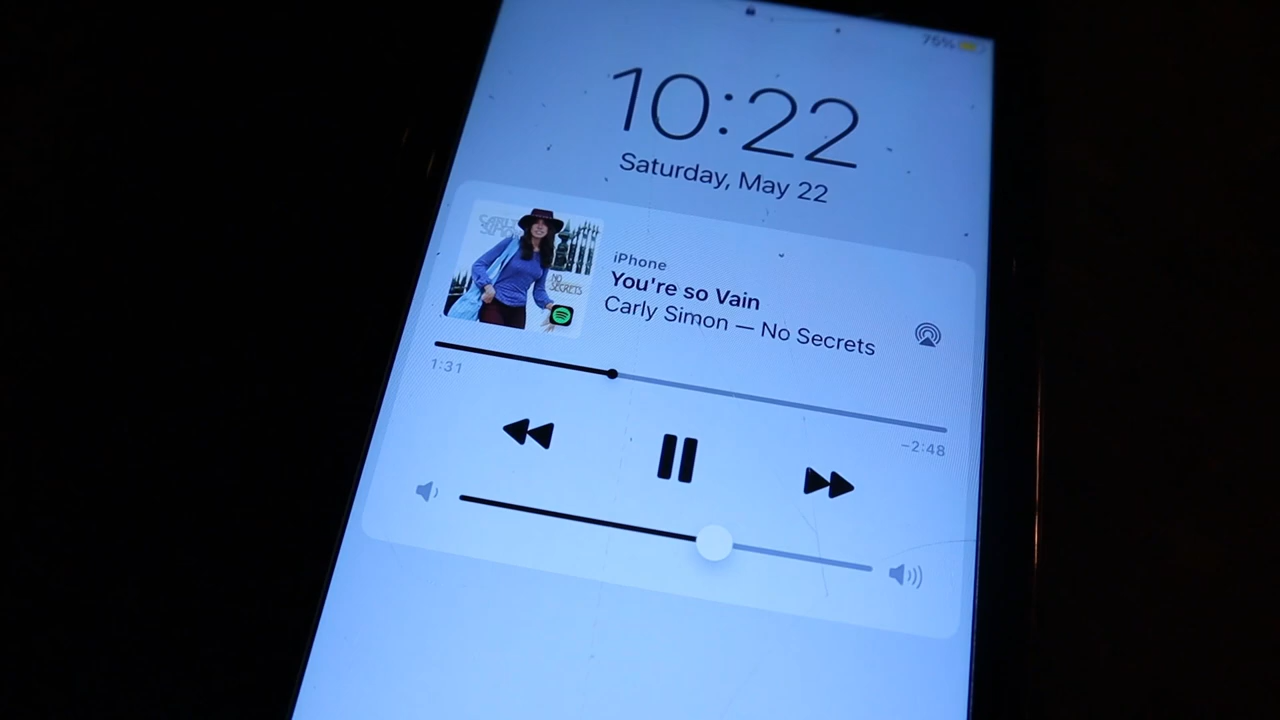 75%
10:22
Saturday, May 22
CARLY
SIMON
NO
SECRETS
iPhone
You're so Vain
Carly Simon — No Secrets
1:31
−2:48